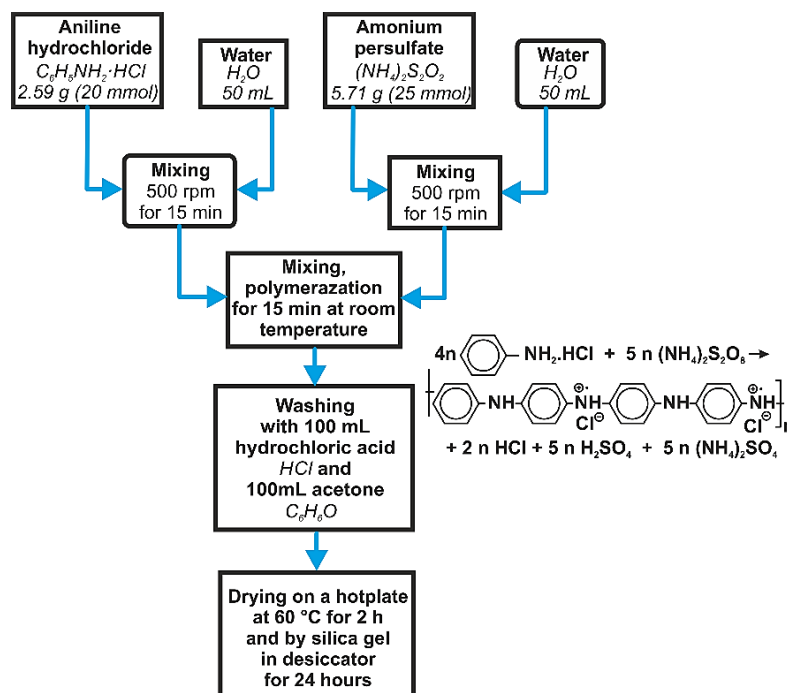 Aniline
hydrochloride
C₆H₅NH₂·HCl
2.59 g (20 mmol)
Water
H₂O
50 mL
Amonium
persulfate
(NH₄)₂S₂O₂
5.71 g (25 mmol)
Water
H₂O
50 mL
Mixing
500 rpm
for 15 min
Mixing
500 rpm
for 15 min
Mixing,
polymerazation
for 15 min at room
temperature
4n NH₂.HCl + 5 n (NH₄)₂S₂O₈→
NH ⊕· NH Cl⊖ NH ⊕· NH Cl⊖ n
+ 2 n HCl + 5 n H₂SO₄ + 5 n (NH₄)₂SO₄
Washing
with 100 mL
hydrochloric acid
HCl and
100mL acetone
C₆H₆O
Drying on a hotplate
at 60 °C for 2 h
and by silica gel
in desiccator
for 24 hours